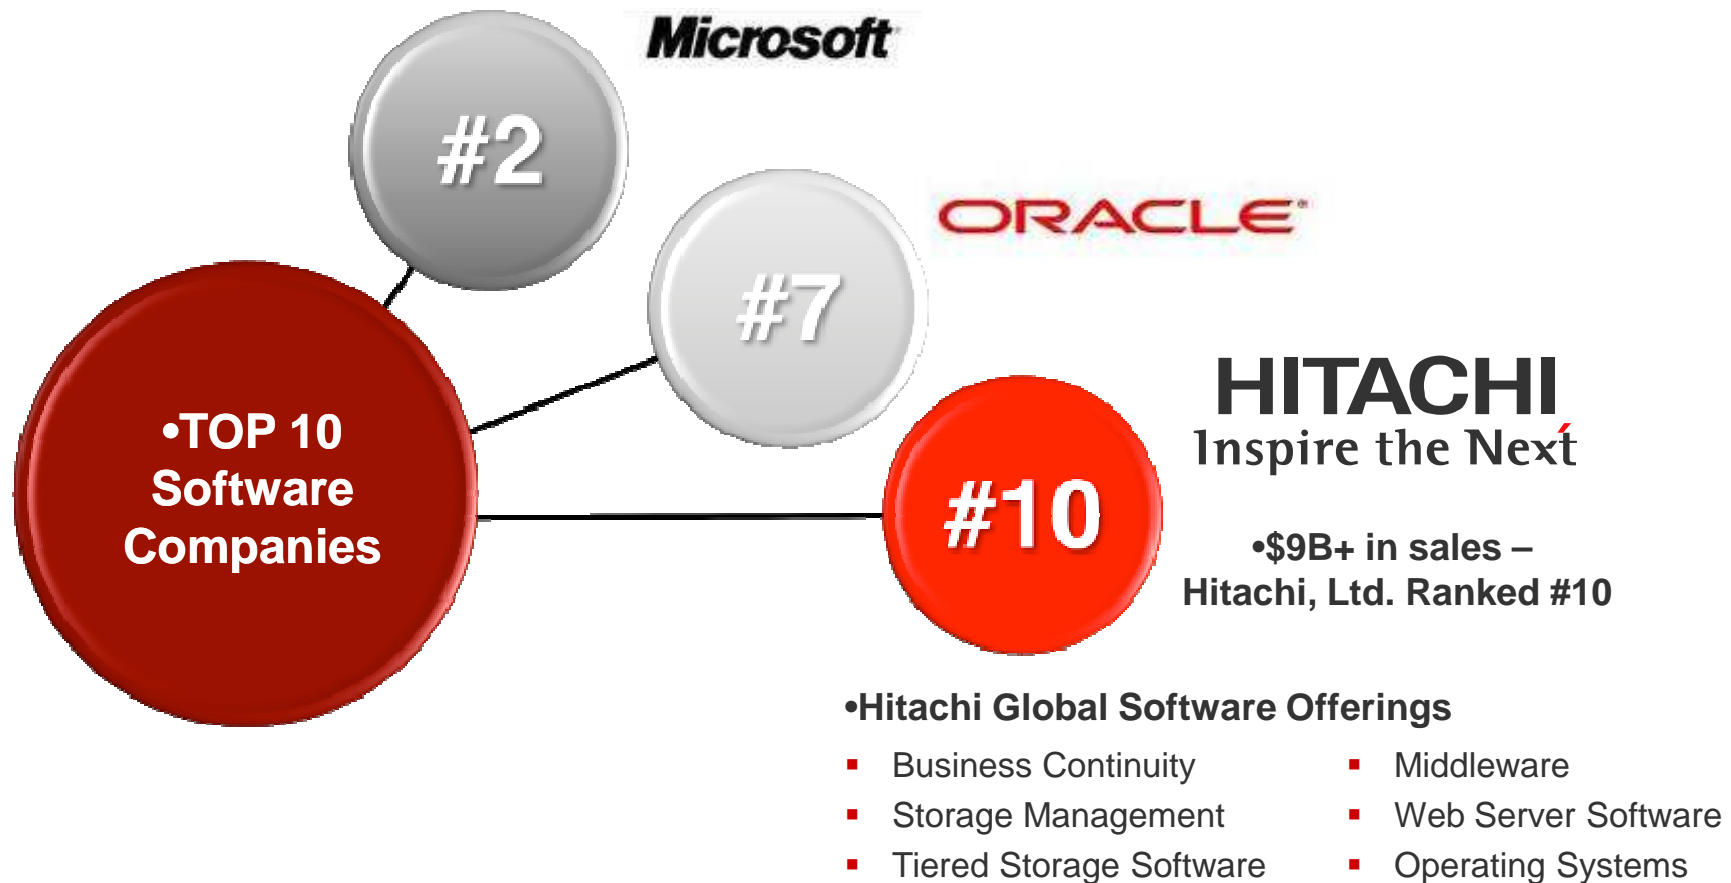 Microsoft
#2
ORACLE®
#7
HITACHI
Inspire the Next
•TOP 10
Software
Companies
#10
•$9B+ in sales –
Hitachi, Ltd. Ranked #10
•Hitachi Global Software Offerings
▪ Business Continuity
▪ Storage Management
▪ Tiered Storage Software
▪ Middleware
▪ Web Server Software
▪ Operating Systems